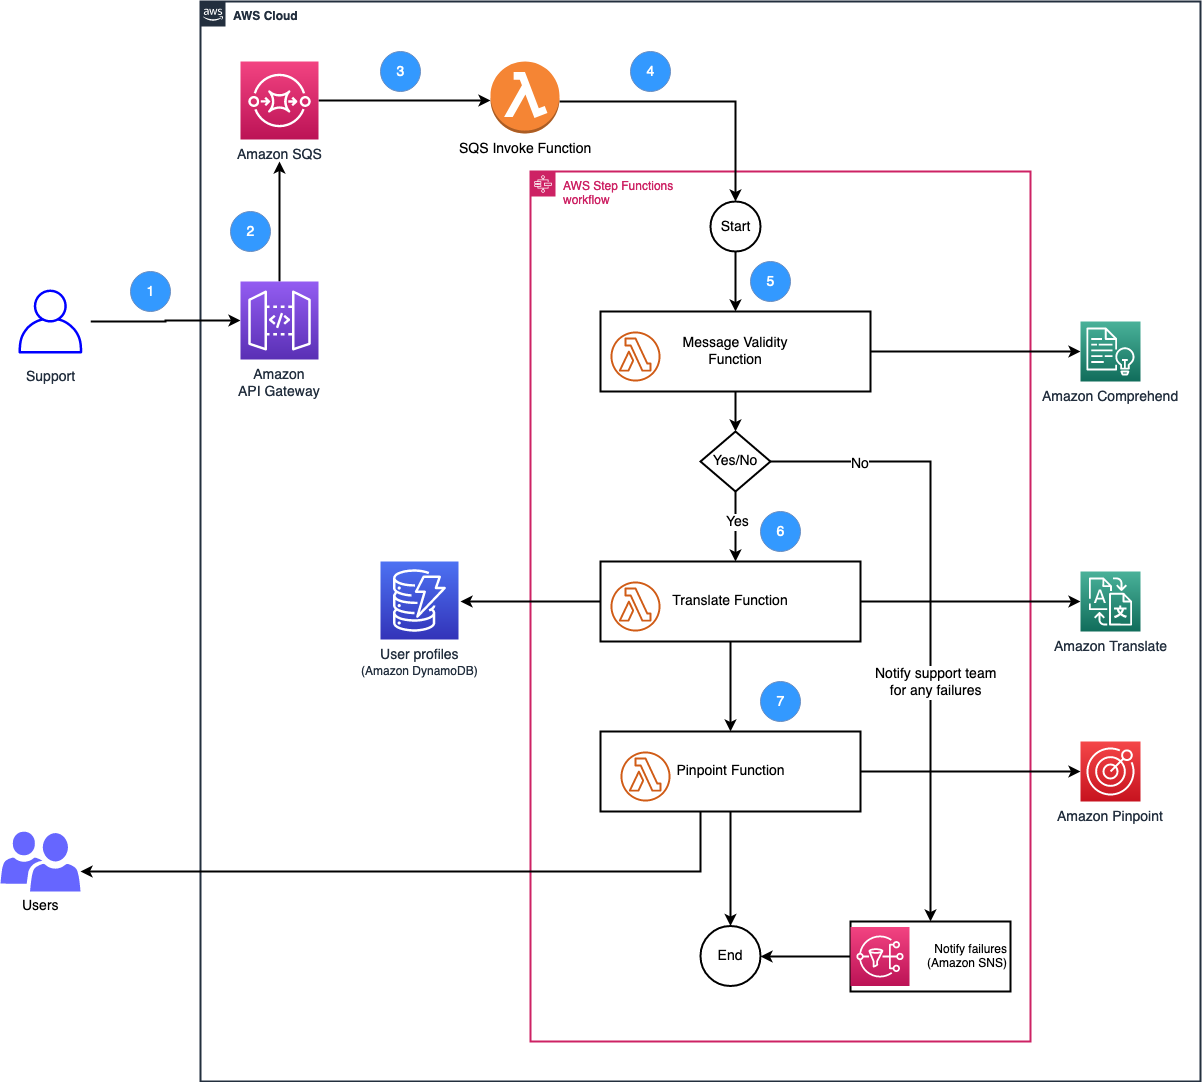 aws
AWS Cloud
3
4
Amazon SQS
SQS Invoke Function
AWS Step Functions
workflow
Start
2
5
1
</>
Support
Amazon
API Gateway
Message Validity
Function
Amazon Comprehend
Yes/No
No
Yes
6
Translate Function
A
文
User profiles
(Amazon DynamoDB)
Amazon Translate
Notify support team
for any failures
7
Pinpoint Function
Amazon Pinpoint
Users
End
Notify failures
(Amazon SNS)